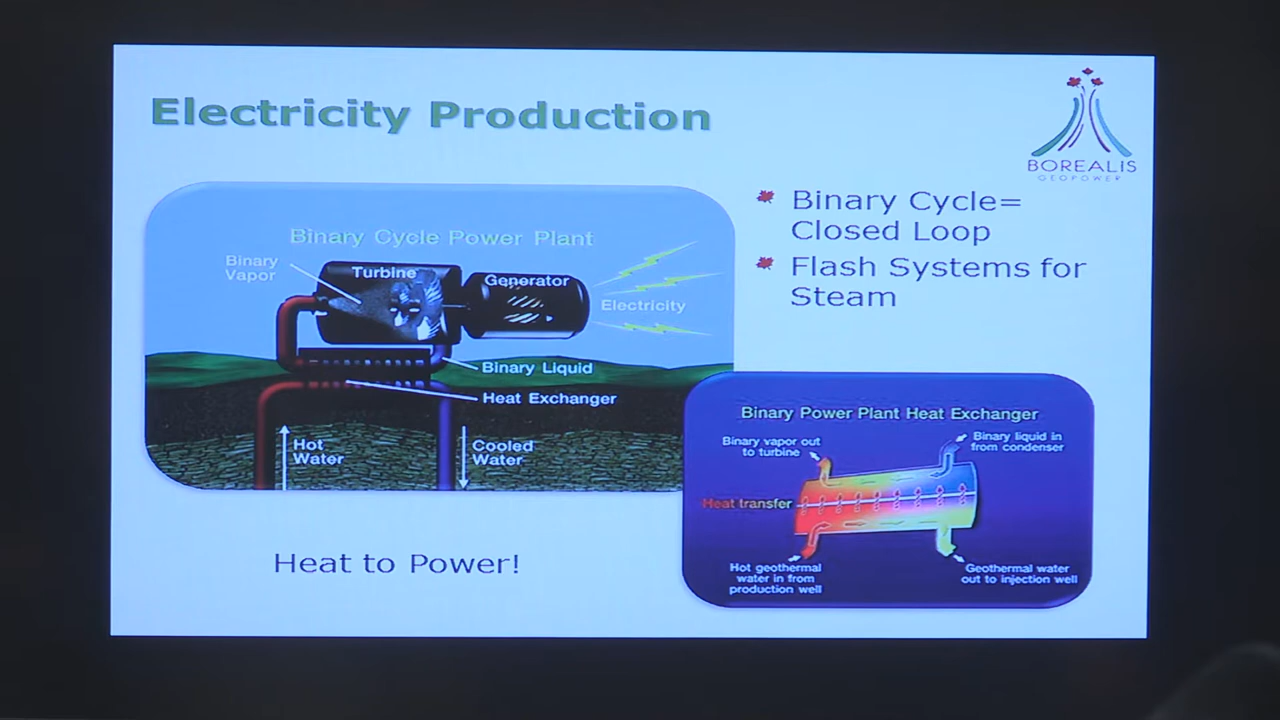 Electricity Production
BOREALIS
GEOPOWER
Binary Cycle=
Closed Loop
Flash Systems for
Steam
Binary Cycle Power Plant
Binary
Vapor
Turbine
Generator
Electricity
Binary Liquid
Heat Exchanger
Hot
Water
Cooled
Water
Binary Power Plant Heat Exchanger
Binary vapor out
to turbine
Binary liquid in
from condenser
Heat transfer
Hot geothermal
water in from
production well
Geothermal water
out to injection well
Heat to Power!